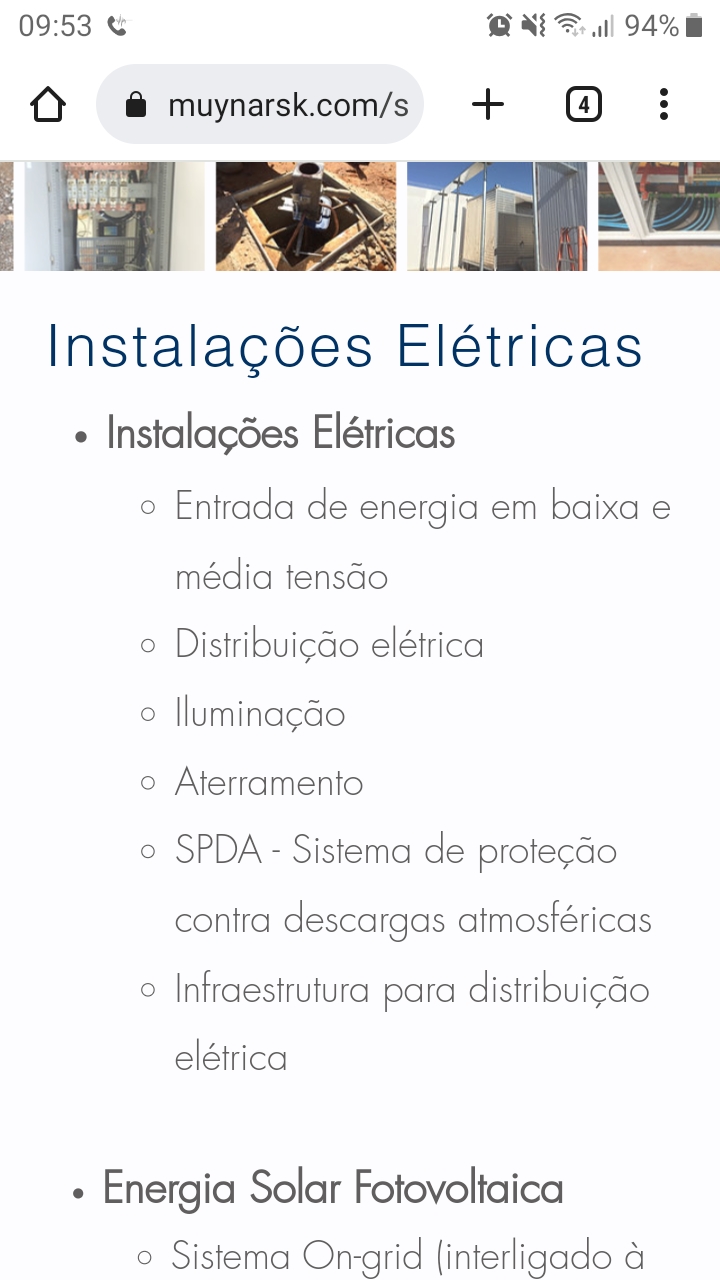 09:53
94%
muynarsk.com/s
4
Instalações Elétricas
Instalações Elétricas
Entrada de energia em baixa e
média tensão
Distribuição elétrica
Iluminação
Aterramento
SPDA - Sistema de proteção
contra descargas atmosféricas
Infraestrutura para distribuição
elétrica
Energia Solar Fotovoltaica
Sistema On-grid (interligado à